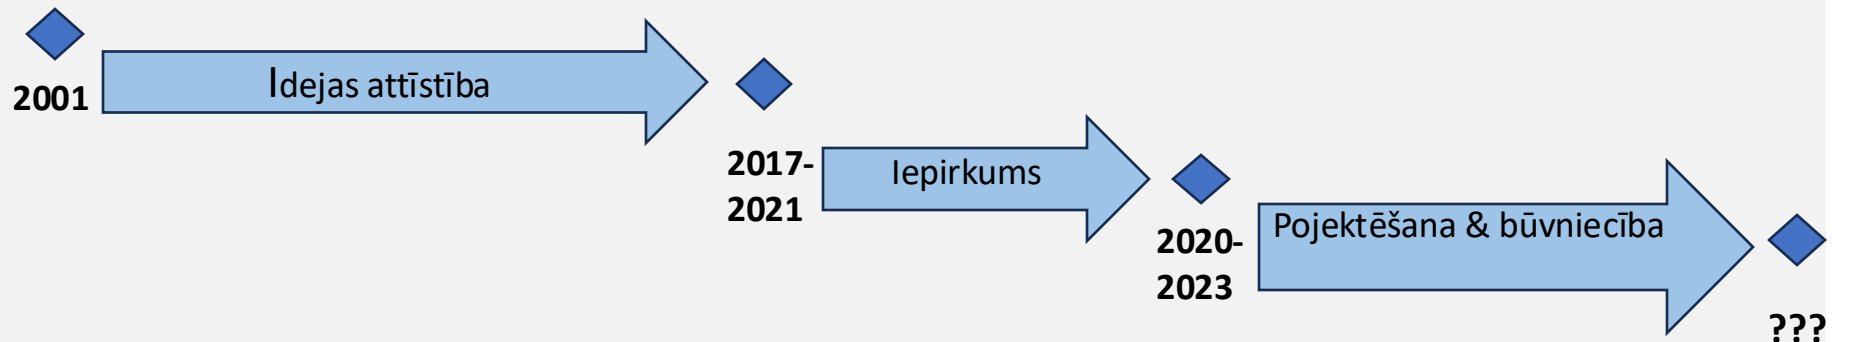 2001
Idejas attīstība
2017-
2021
Iepirkums
2020-
2023
Pojektēšana & būvniecība
???